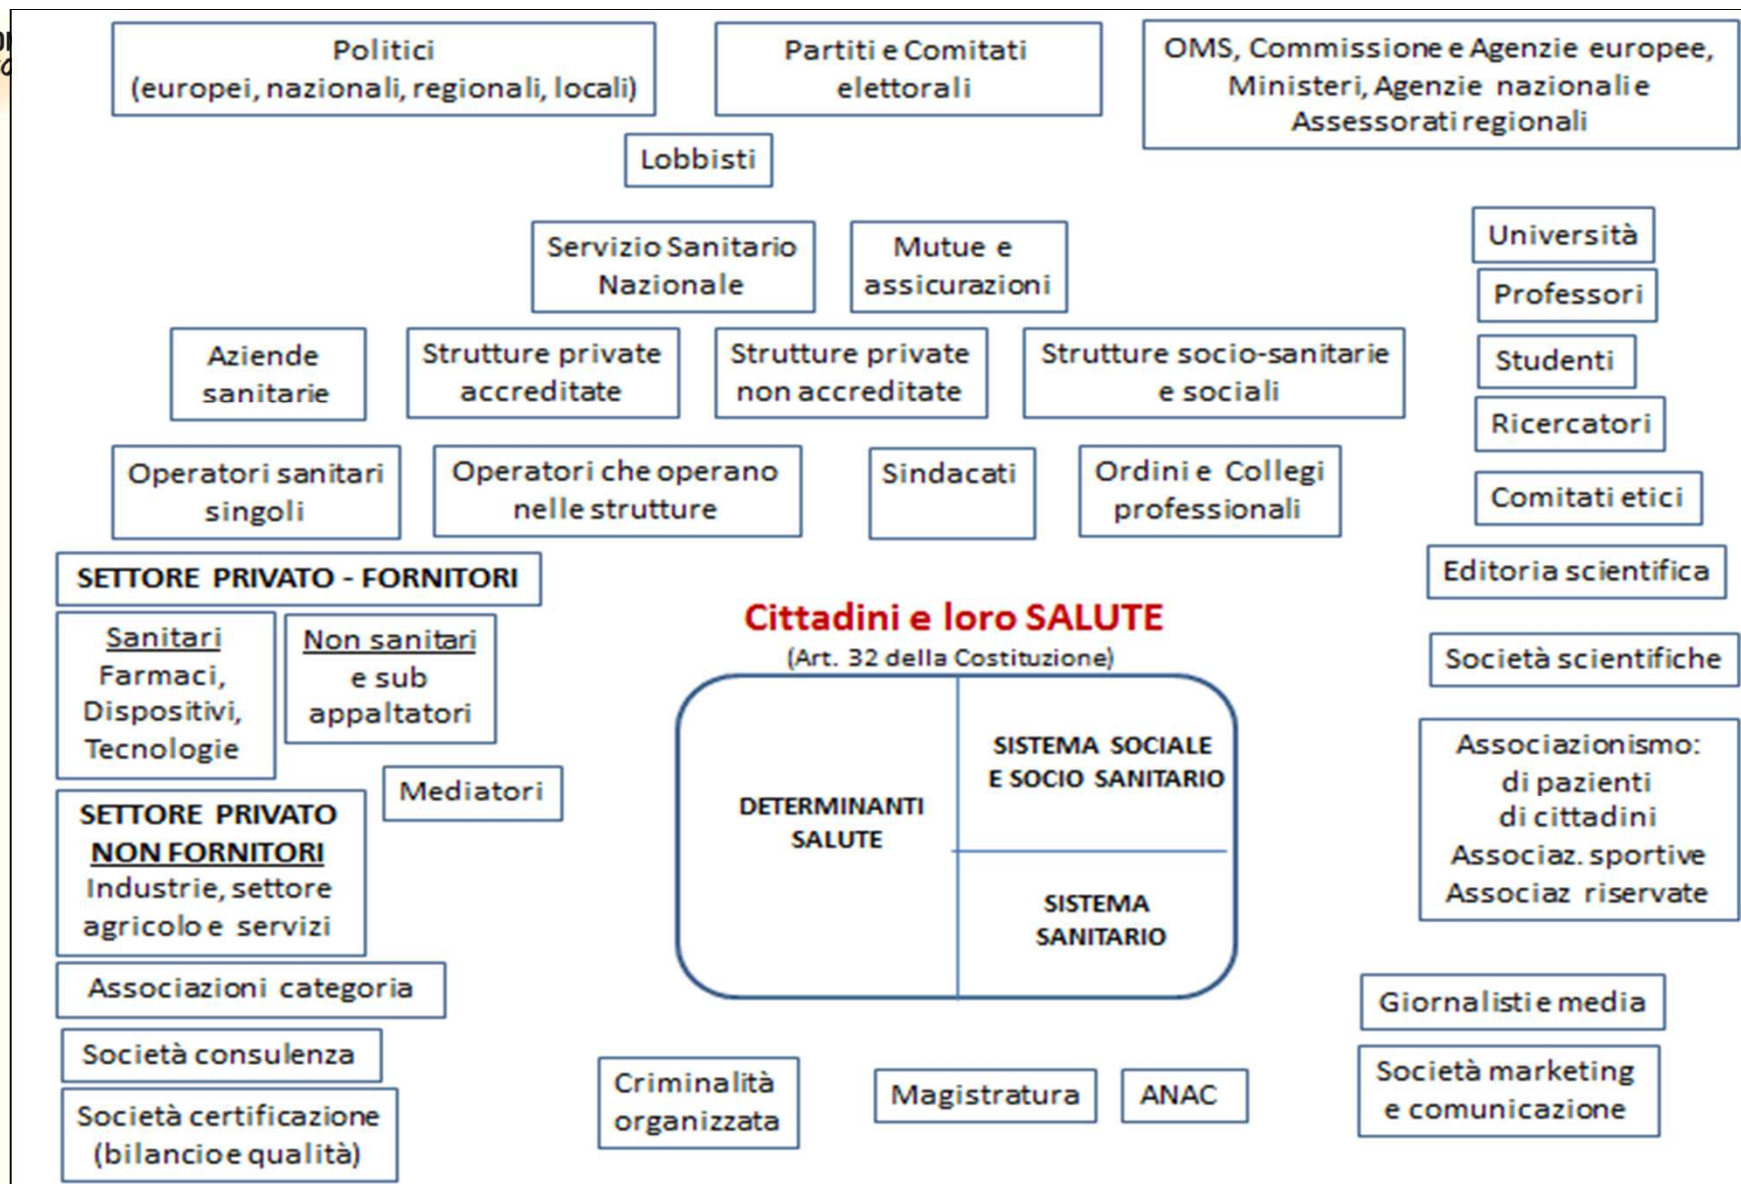 Politici
(europei, nazionali, regionali, locali)
Partiti e Comitati
elettorali
OMS, Commissione e Agenzie europee,
Ministeri, Agenzie nazionali e
Assessorati regionali
Lobbisti
Servizio Sanitario
Nazionale
Mutue e
assicurazioni
Università
Professori
Studenti
Ricercatori
Comitati etici
Editoria scientifica
Società scientifiche
Aziende
sanitarie
Strutture private
accreditate
Strutture private
non accreditate
Strutture socio-sanitarie
e sociali
Operatori sanitari
singoli
Operatori che operano
nelle strutture
Sindacati
Ordini e Collegi
professionali
SETTORE PRIVATO - FORNITORI
Sanitari
Farmaci,
Dispositivi,
Tecnologie
Non sanitari
e sub
appaltatori
Mediatori
SETTORE PRIVATO
NON FORNITORI
Industrie, settore
agricolo e servizi
Associazioni categoria
Società consulenza
Società certificazione
(bilancio e qualità)
Cittadini e loro SALUTE
(Art. 32 della Costituzione)
DETERMINANTI
SALUTE
SISTEMA SOCIALE
E SOCIO SANITARIO
SISTEMA
SANITARIO
Associazionismo:
di pazienti
di cittadini
Associaz. sportive
Associaz riservate
Giornalisti e media
Società marketing
e comunicazione
Criminalità
organizzata
Magistratura
ANAC